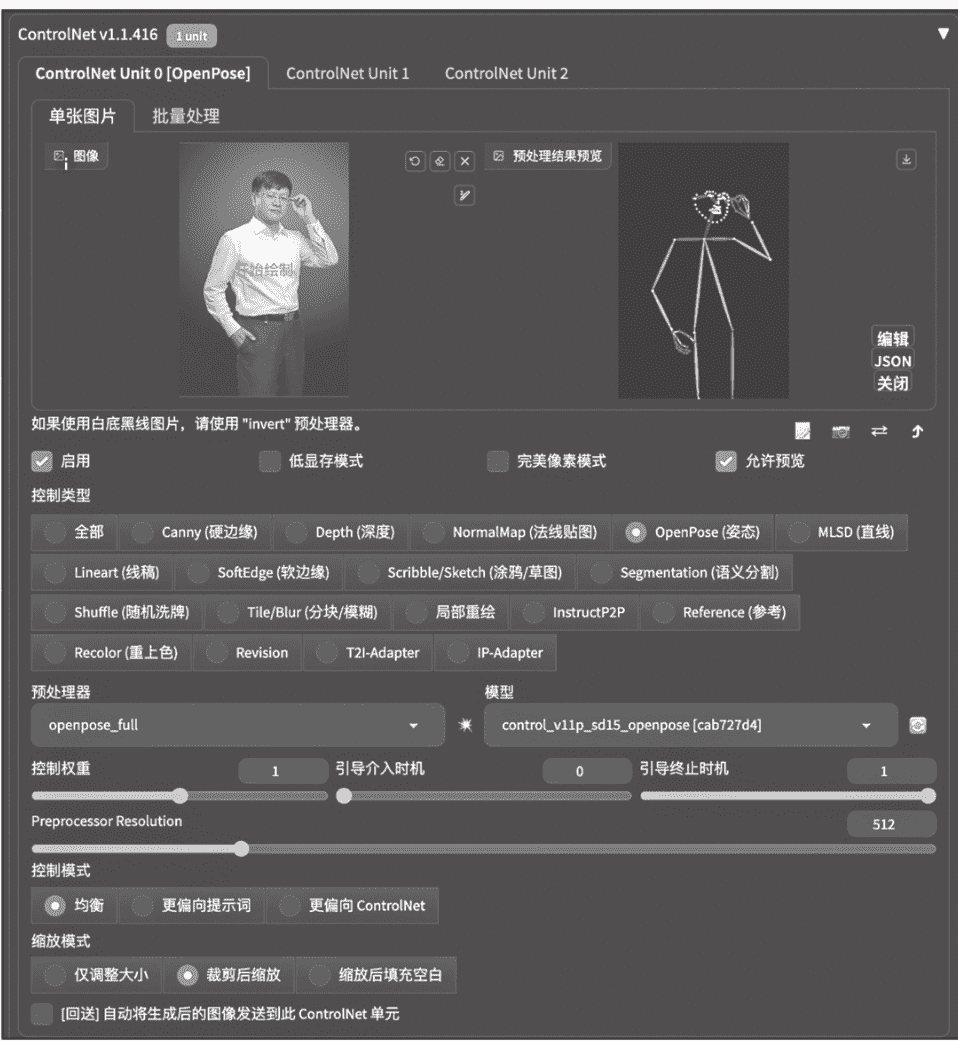 ControlNet v1.1.416 1 unit
ControlNet Unit 0 [OpenPose] ControlNet Unit 1 ControlNet Unit 2
单张图片 批量处理
图像 预处理结果预览
开始绘制
编辑
JSON
关闭
如果使用白底黑线图片，请使用 "invert" 预处理器。
启用 低显存模式 完美像素模式 允许预览
控制类型
全部 Canny (硬边缘) Depth (深度) NormalMap (法线贴图) OpenPose (姿态) MLSD (直线)
Lineart (线稿) SoftEdge (软边缘) Scribble/Sketch (涂鸦/草图) Segmentation (语义分割)
Shuffle (随机洗牌) Tile/Blur (分块/模糊) 局部重绘 InstructP2P Reference (参考)
Recolor (重上色) Revision T2I-Adapter IP-Adapter
预处理器 模型
openpose_full control_v11p_sd15_openpose [cab727d4]
控制权重 1 引导介入时机 0 引导终止时机 1
Preprocessor Resolution 512
控制模式
均衡 更偏向提示词 更偏向 ControlNet
缩放模式
仅调整大小 裁剪后缩放 缩放后填充空白
[回送] 自动将生成后的图像发送到此 ControlNet 单元